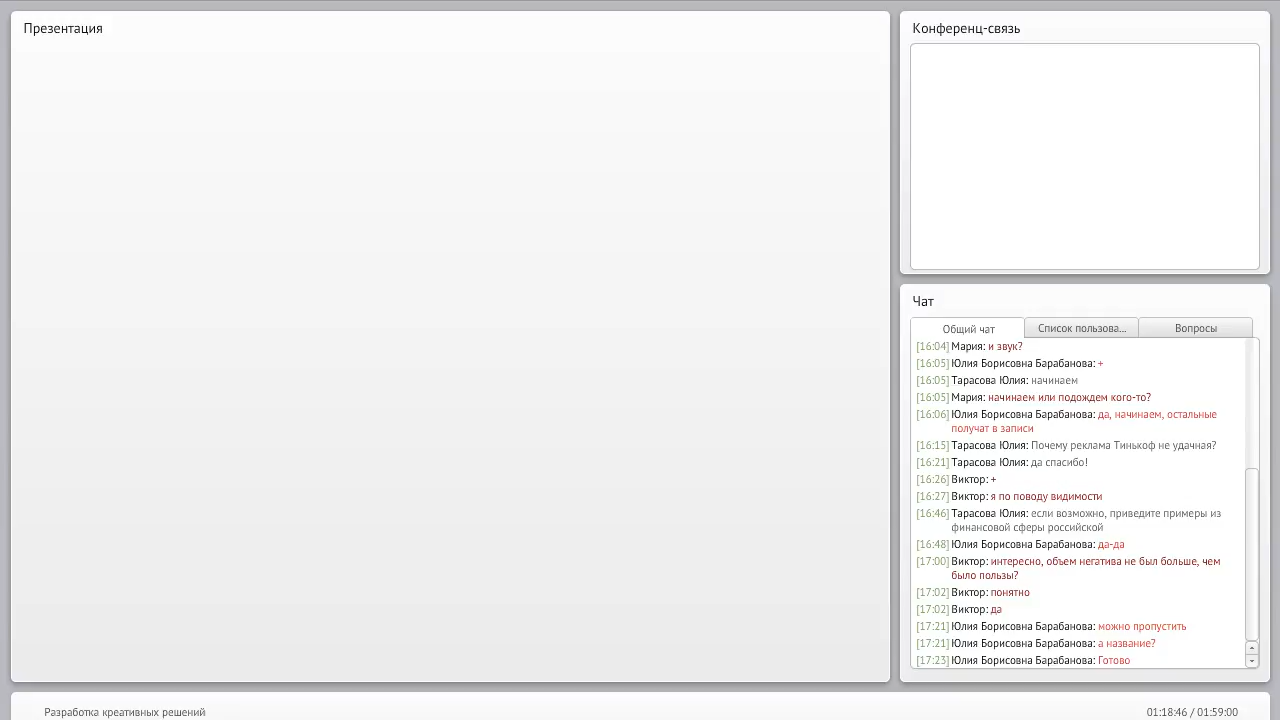 Презентация
Конференц-связь
Чат
Общий чат
Список пользова...
Вопросы
[16:04] Мария: и звук?
[16:05] Юлия Борисовна Барабанова: +
[16:05] Тарасова Юлия: начинаем
[16:05] Мария: начинаем или подождем кого-то?
[16:06] Юлия Борисовна Барабанова: да, начинаем, остальные
получат в записи
[16:15] Тарасова Юлия: Почему реклама Тинькоф не удачная?
[16:21] Тарасова Юлия: да спасибо!
[16:26] Виктор: +
[16:27] Виктор: я по поводу видимости
[16:46] Тарасова Юлия: если возможно, приведите примеры из
финансовой сферы российской
[16:48] Юлия Борисовна Барабанова: да-да
[17:00] Виктор: интересно, объем негатива не был больше, чем
было пользы?
[17:02] Виктор: понятно
[17:02] Виктор: да
[17:21] Юлия Борисовна Барабанова: можно пропустить
[17:21] Юлия Борисовна Барабанова: а название?
[17:23] Юлия Борисовна Барабанова: Готово
Разработка креативных решений
01:18:46 / 01:59:00